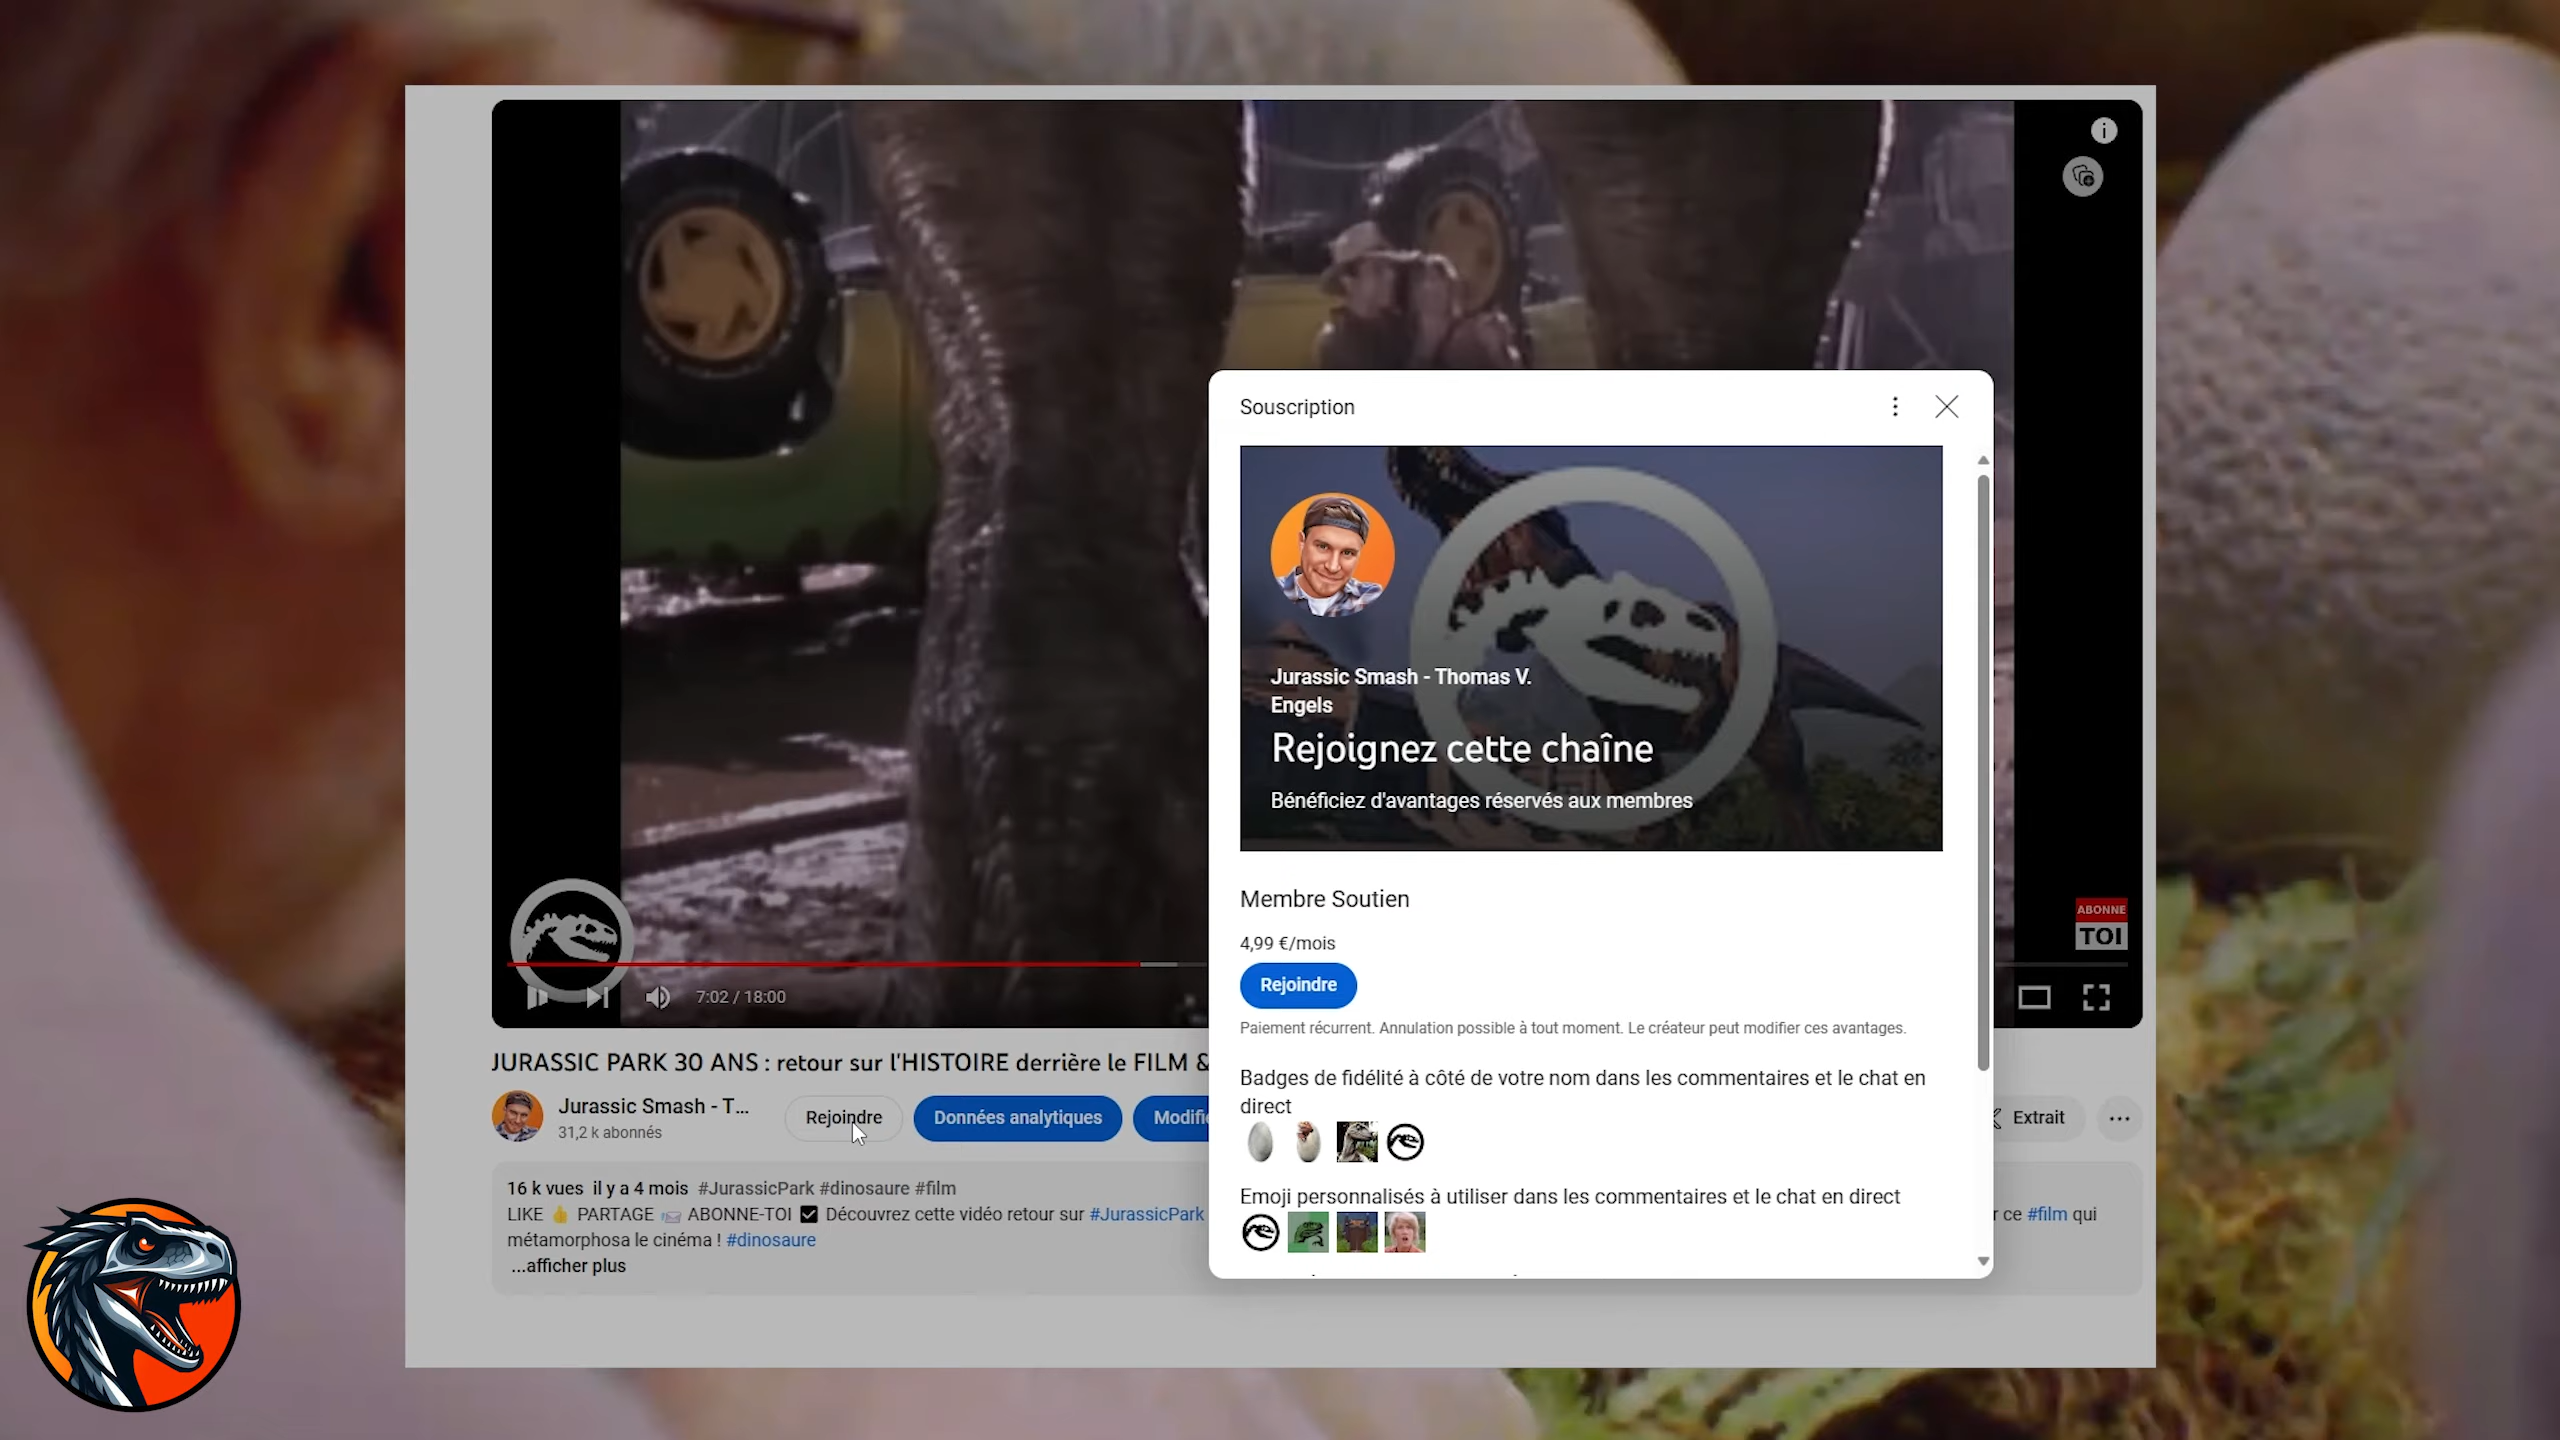 Souscription
Jurassic Smash - Thomas V.
Engels
Rejoignez cette chaîne
Bénéficiez d'avantages réservés aux membres
Membre Soutien
4,99 €/mois
Rejoindre
Paiement récurrent. Annulation possible à tout moment. Le créateur peut modifier ces avantages.
Badges de fidélité à côté de votre nom dans les commentaires et le chat en
direct
Emoji personnalisés à utiliser dans les commentaires et le chat en direct
ABONNE
TOI
7:02 / 18:00
JURASSIC PARK 30 ANS : retour sur l'HISTOIRE derrière le FILM &
Jurassic Smash - T...
31,2 k abonnés
Rejoindre
Données analytiques
Extrait
16 k vues il y a 4 mois #JurassicPark #dinosaure #film
LIKE 👍 PARTAGE 📨 ABONNE-TOI ☑ Découvrez cette vidéo retour sur #JurassicPark
ce #film qui
métamorphosa le cinéma ! #dinosaure
...afficher plus